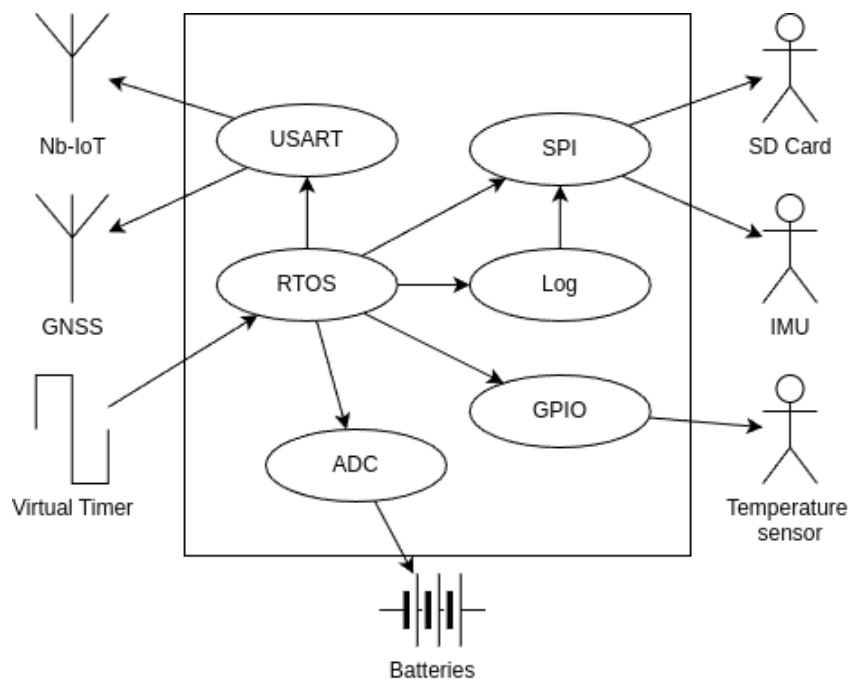 Nb-IoT
USART
SPI
SD Card
GNSS
RTOS
Log
IMU
Virtual Timer
ADC
GPIO
Temperature
sensor
Batteries